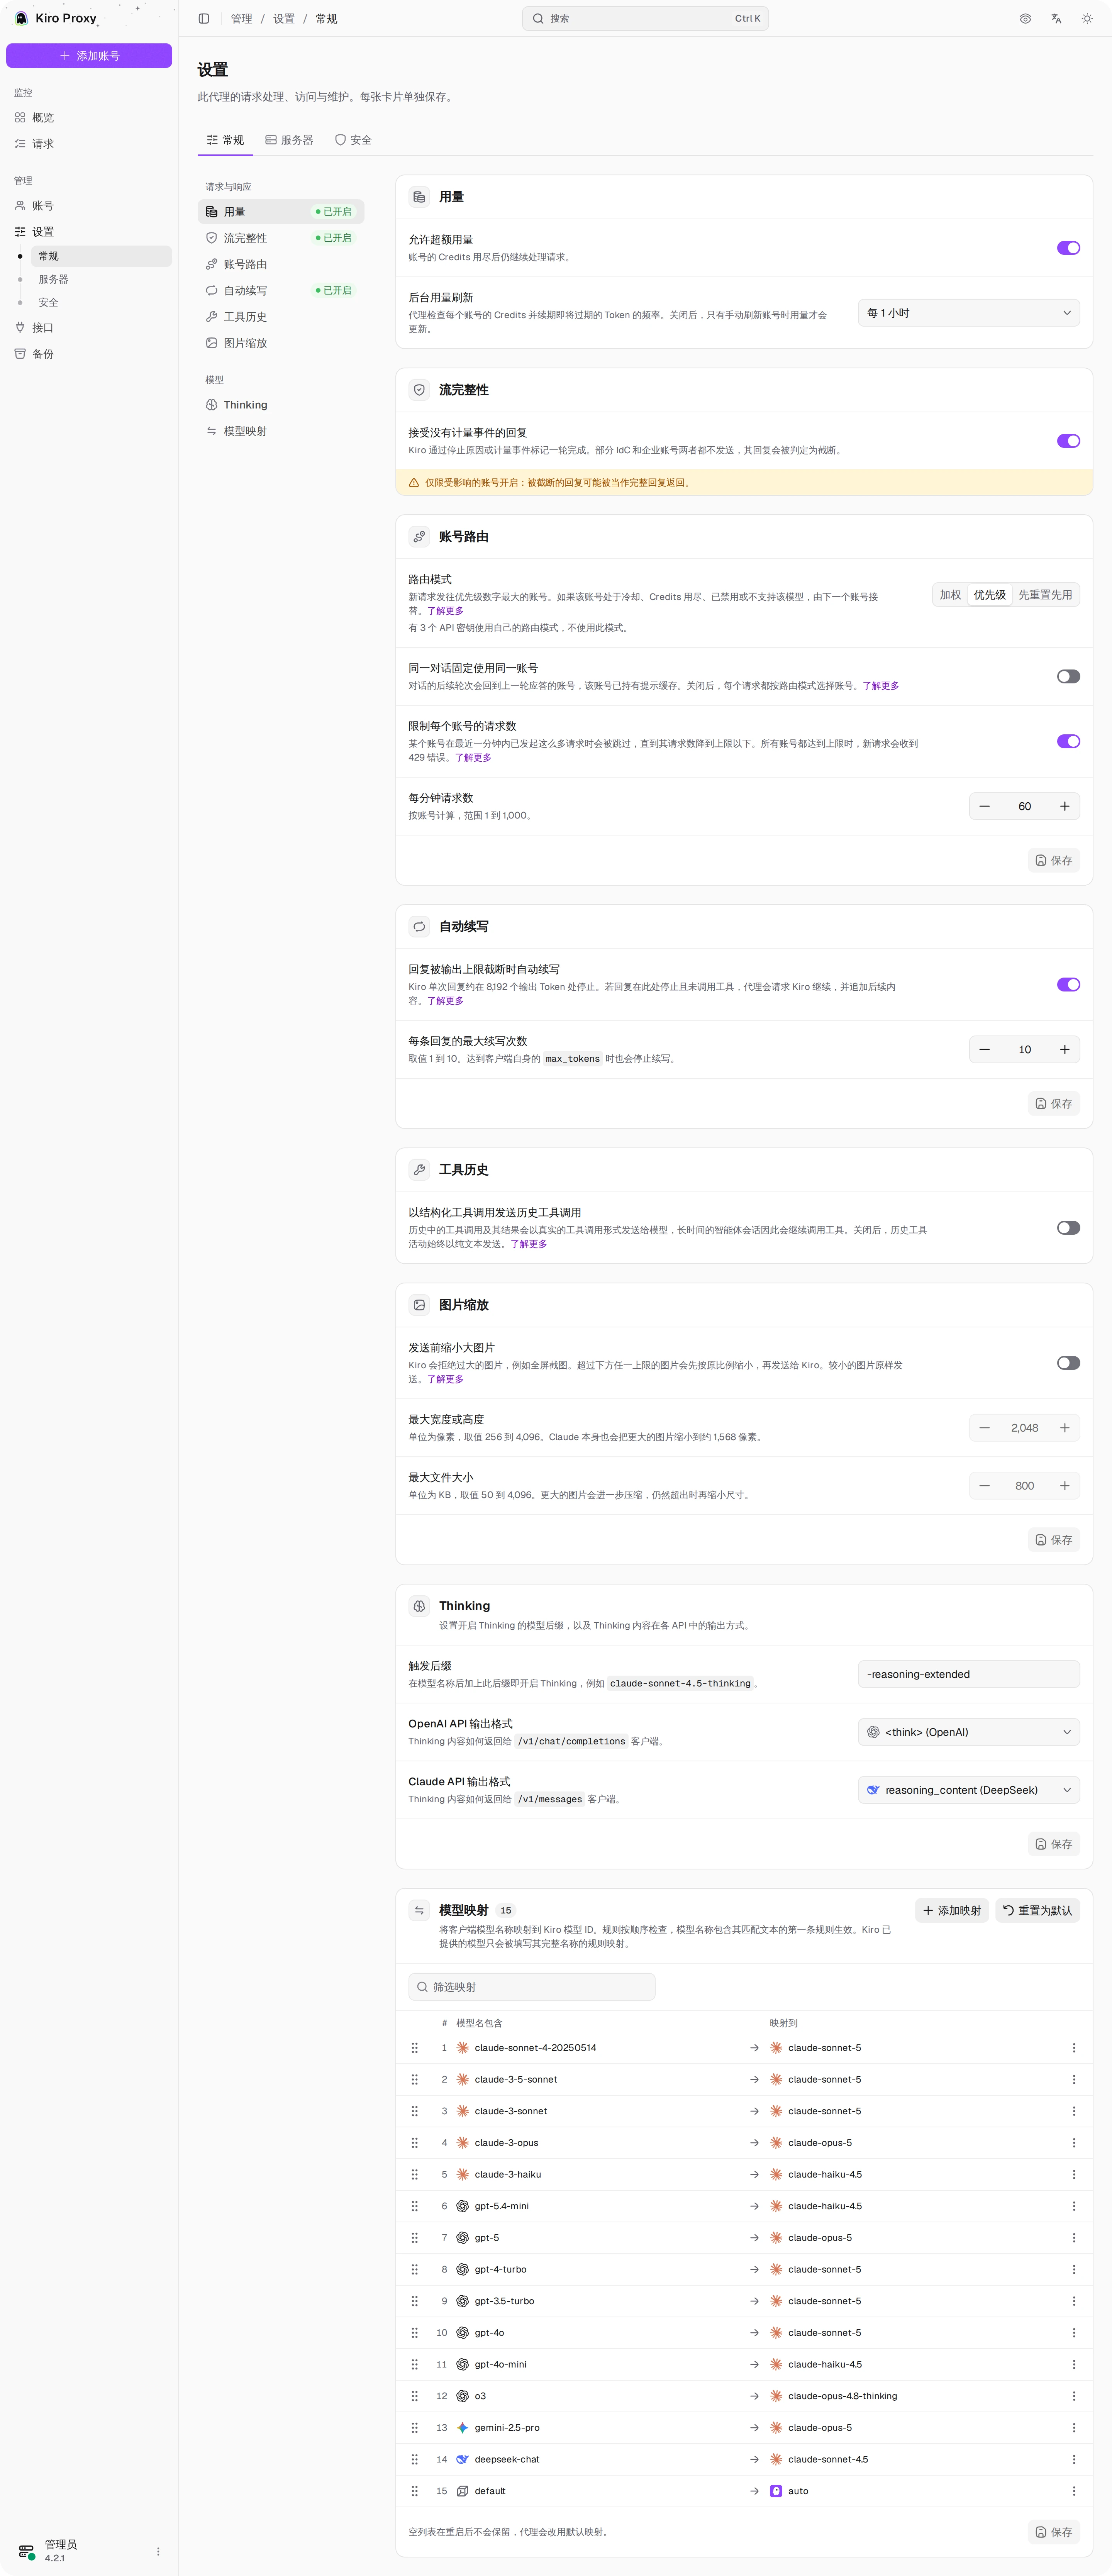 Kiro Proxy
管理 / 设置 / 常规
搜索
Ctrl K
添加账号
监控
概览
请求
管理
账号
设置
常规
服务器
安全
接口
备份
管理员
4.2.1
设置
此代理的请求处理、访问与维护。每张卡片单独保存。
常规
服务器
安全
请求与响应
用量
已开启
流完整性
已开启
账号路由
自动续写
已开启
工具历史
图片缩放
模型
Thinking
模型映射
用量
允许超额用量
账号的 Credits 用尽后仍继续处理请求。
后台用量刷新
代理检查每个账号的 Credits 并续期即将过期的 Token 的频率。关闭后，只有手动刷新账号时用量才会
更新。
每 1 小时
流完整性
接受没有计量事件的回复
Kiro 通过停止原因或计量事件标记一轮完成。部分 IdC 和企业账号两者都不发送，其回复会被判定为截断。
仅限受影响的账号开启：被截断的回复可能被当作完整回复返回。
账号路由
路由模式
新请求发往优先级数字最大的账号。如果该账号处于冷却、Credits 用尽、已禁用或不支持该模型，由下一个账号接
替。了解更多
有 3 个 API 密钥使用自己的路由模式，不使用此模式。
加权
优先级
先重置先用
同一对话固定使用同一账号
对话的后续轮次会回到上一轮应答的账号，该账号已持有提示缓存。关闭后，每个请求都按路由模式选择账号。了解更多
限制每个账号的请求数
某个账号在最近一分钟内已发起这么多请求时会被跳过，直到其请求数降到上限以下。所有账号都达到上限时，新请求会收到
429 错误。了解更多
每分钟请求数
按账号计算，范围 1 到 1,000。
60
保存
自动续写
回复被输出上限截断时自动续写
Kiro 单次回复约在 8,192 个输出 Token 处停止。若回复在此处停止且未调用工具，代理会请求 Kiro 继续，并追加后续内
容。了解更多
每条回复的最大续写次数
取值 1 到 10。达到客户端自身的 max_tokens 时也会停止续写。
10
保存
工具历史
以结构化工具调用发送历史工具调用
历史中的工具调用及其结果会以真实的工具调用形式发送给模型，长时间的智能体会话因此会继续调用工具。关闭后，历史工具
活动始终以纯文本发送。了解更多
图片缩放
发送前缩小大图片
Kiro 会拒绝过大的图片，例如全屏截图。超过下方任一上限的图片会先按原比例缩小，再发送给 Kiro。较小的图片原样发
送。了解更多
最大宽度或高度
单位为像素，取值 256 到 4,096。Claude 本身也会把更大的图片缩小到约 1,568 像素。
2,048
最大文件大小
单位为 KB，取值 50 到 4,096。更大的图片会进一步压缩，仍然超出时再缩小尺寸。
800
保存
Thinking
设置开启 Thinking 的模型后缀，以及 Thinking 内容在各 API 中的输出方式。
触发后缀
在模型名称后加上此后缀即开启 Thinking，例如 claude-sonnet-4.5-thinking。
-reasoning-extended
OpenAI API 输出格式
Thinking 内容如何返回给 /v1/chat/completions 客户端。
<think> (OpenAI)
Claude API 输出格式
Thinking 内容如何返回给 /v1/messages 客户端。
reasoning_content (DeepSeek)
保存
模型映射 15
添加映射
重置为默认
将客户端模型名称映射到 Kiro 模型 ID。规则按顺序检查，模型名称包含其匹配文本的第一条规则生效。Kiro 已
提供的模型只会被填写其完整名称的规则映射。
筛选映射
# 模型名包含 映射到
1 claude-sonnet-4-20250514 → claude-sonnet-5
2 claude-3-5-sonnet → claude-sonnet-5
3 claude-3-sonnet → claude-sonnet-5
4 claude-3-opus → claude-opus-5
5 claude-3-haiku → claude-haiku-4.5
6 gpt-5.4-mini → claude-haiku-4.5
7 gpt-5 → claude-opus-5
8 gpt-4-turbo → claude-sonnet-5
9 gpt-3.5-turbo → claude-sonnet-5
10 gpt-4o → claude-sonnet-5
11 gpt-4o-mini → claude-haiku-4.5
12 o3 → claude-opus-4.8-thinking
13 gemini-2.5-pro → claude-opus-5
14 deepseek-chat → claude-sonnet-4.5
15 default → auto
空列表在重启后不会保留，代理会改用默认映射。
保存